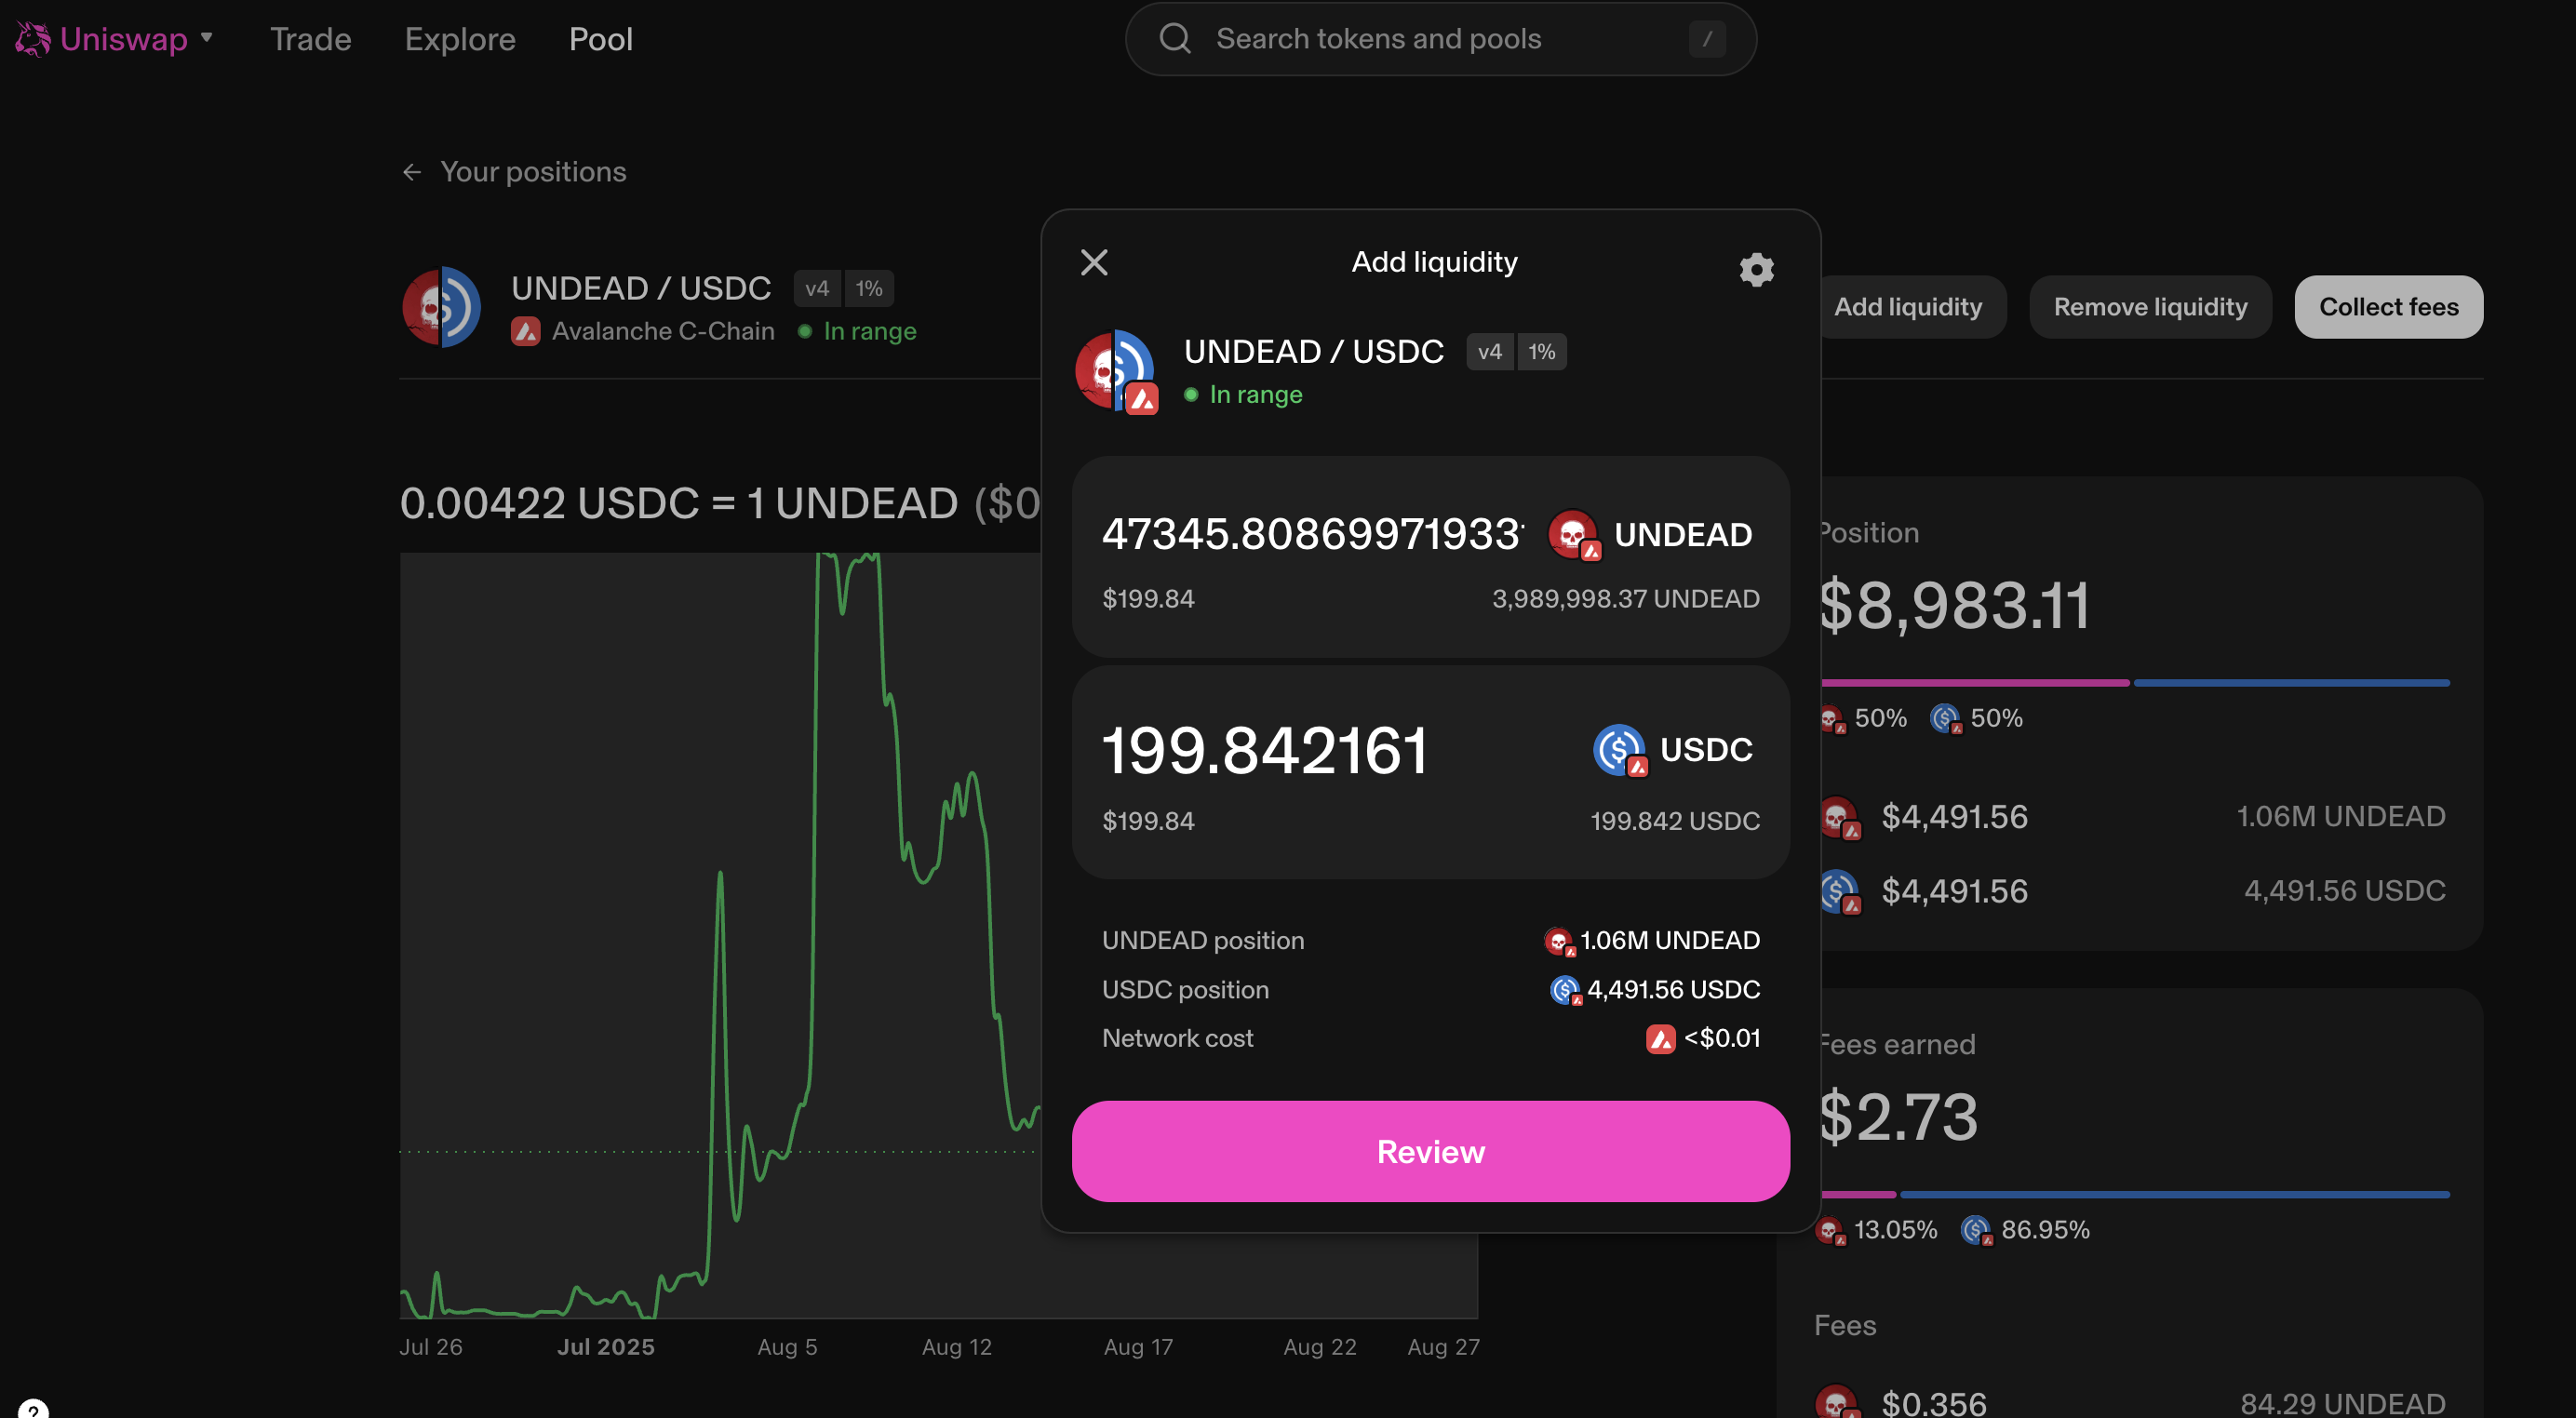 Uniswap
Trade
Explore
Pool
Search tokens and pools
/
Your positions
UNDEAD / USDC
v4
1%
Avalanche C-Chain
In range
Add liquidity
Remove liquidity
Collect fees
0.00422 USDC = 1 UNDEAD ($0
Jul 26
Jul 2025
Aug 5
Aug 12
Aug 17
Aug 22
Aug 27
Add liquidity
UNDEAD / USDC
v4
1%
In range
47345.80869971933
UNDEAD
$199.84
3,989,998.37 UNDEAD
199.842161
USDC
$199.84
199.842 USDC
UNDEAD position
1.06M UNDEAD
USDC position
4,491.56 USDC
Network cost
<$0.01
Review
Position
$8,983.11
50%
50%
$4,491.56
1.06M UNDEAD
$4,491.56
4,491.56 USDC
Fees earned
$2.73
13.05%
86.95%
Fees
$0.356
84.29 UNDEAD
?